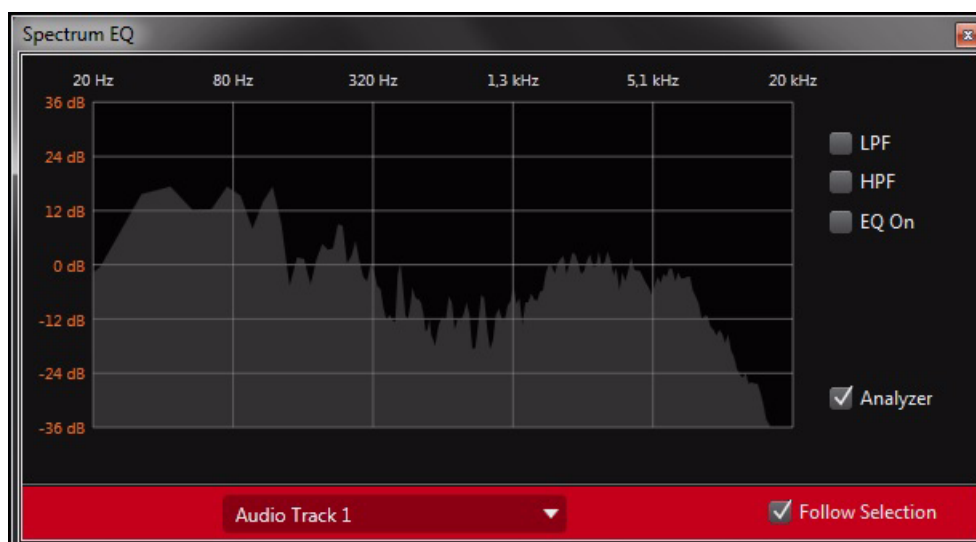 Spectrum EQ
20 Hz 80 Hz 320 Hz 1,3 kHz 5,1 kHz 20 kHz
36 dB
24 dB
12 dB
0 dB
-12 dB
-24 dB
-36 dB
LPF
HPF
EQ On
Analyzer
Audio Track 1
Follow Selection